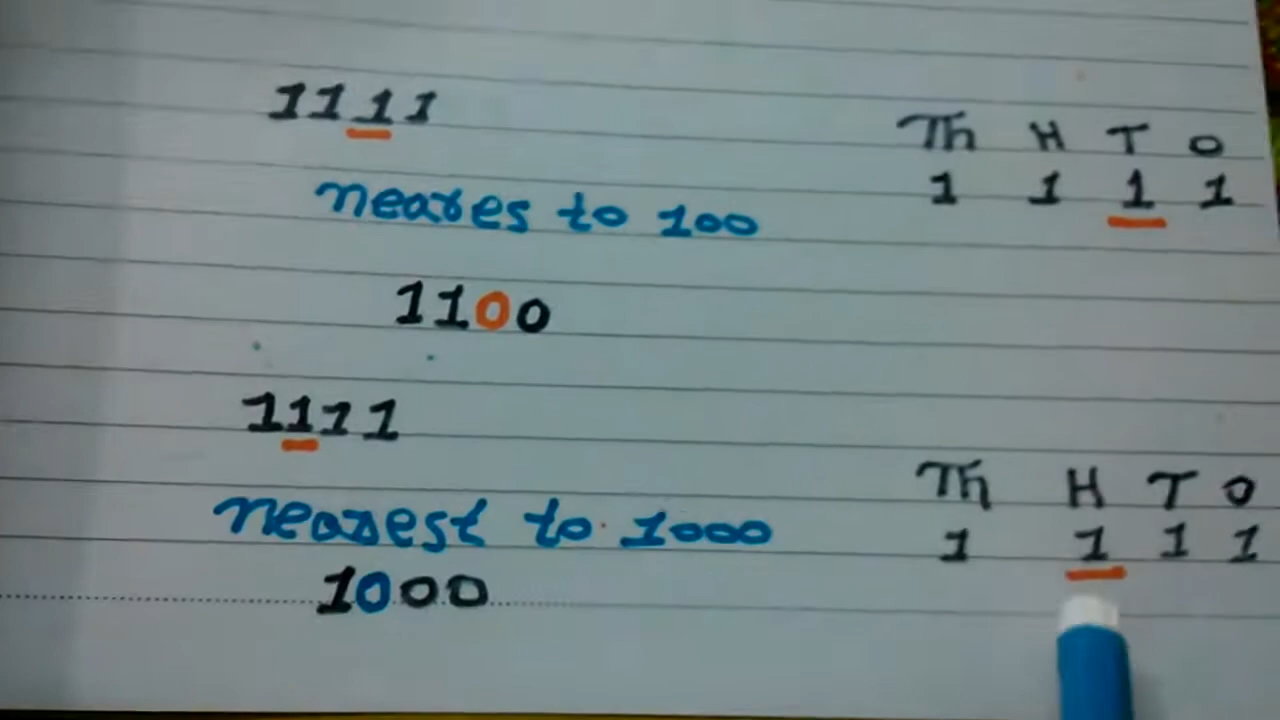 1111
Th H T O
1 1 1 1
neares to 100
1100
1111
Th H T O
1 1 1 1
nearest to 1000
1000